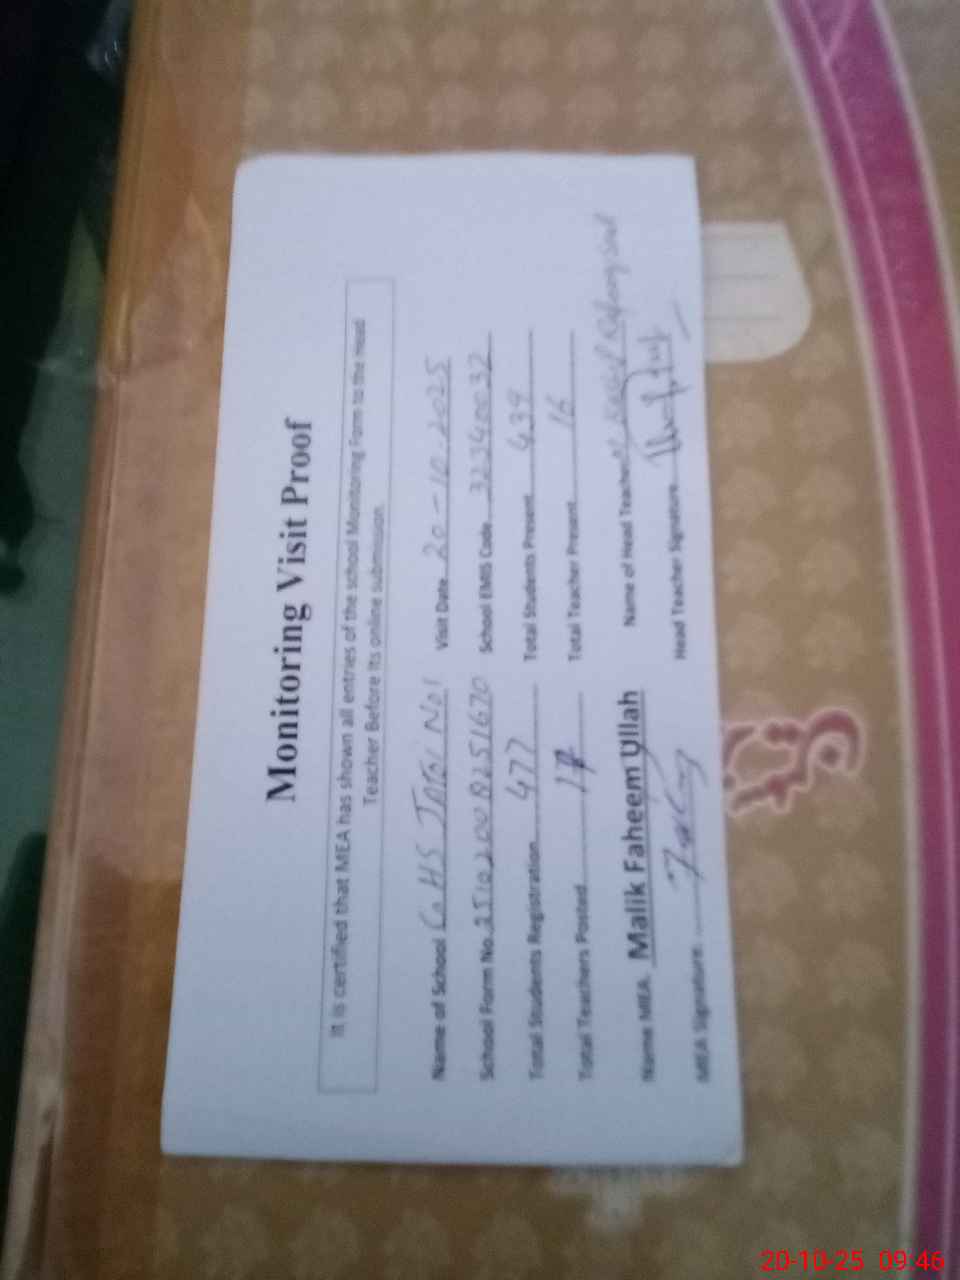 Monitoring Visit Proof
It is certified that MEA has shown all entries of the school Monitoring Form to the Head
Teacher Before its online submission.
Name of School GHS Jatoi No1 Visit Date 20-10-2025
School Form No. School EMIS Code 32340032
Total Students Registration 477 Total Students Present 439
Total Teachers Posted 17 Total Teacher Present 16
Name MEA Malik Faheem Ullah Name of Head Teacher
MEA Signature Head Teacher Signature
20-10-25 09:46